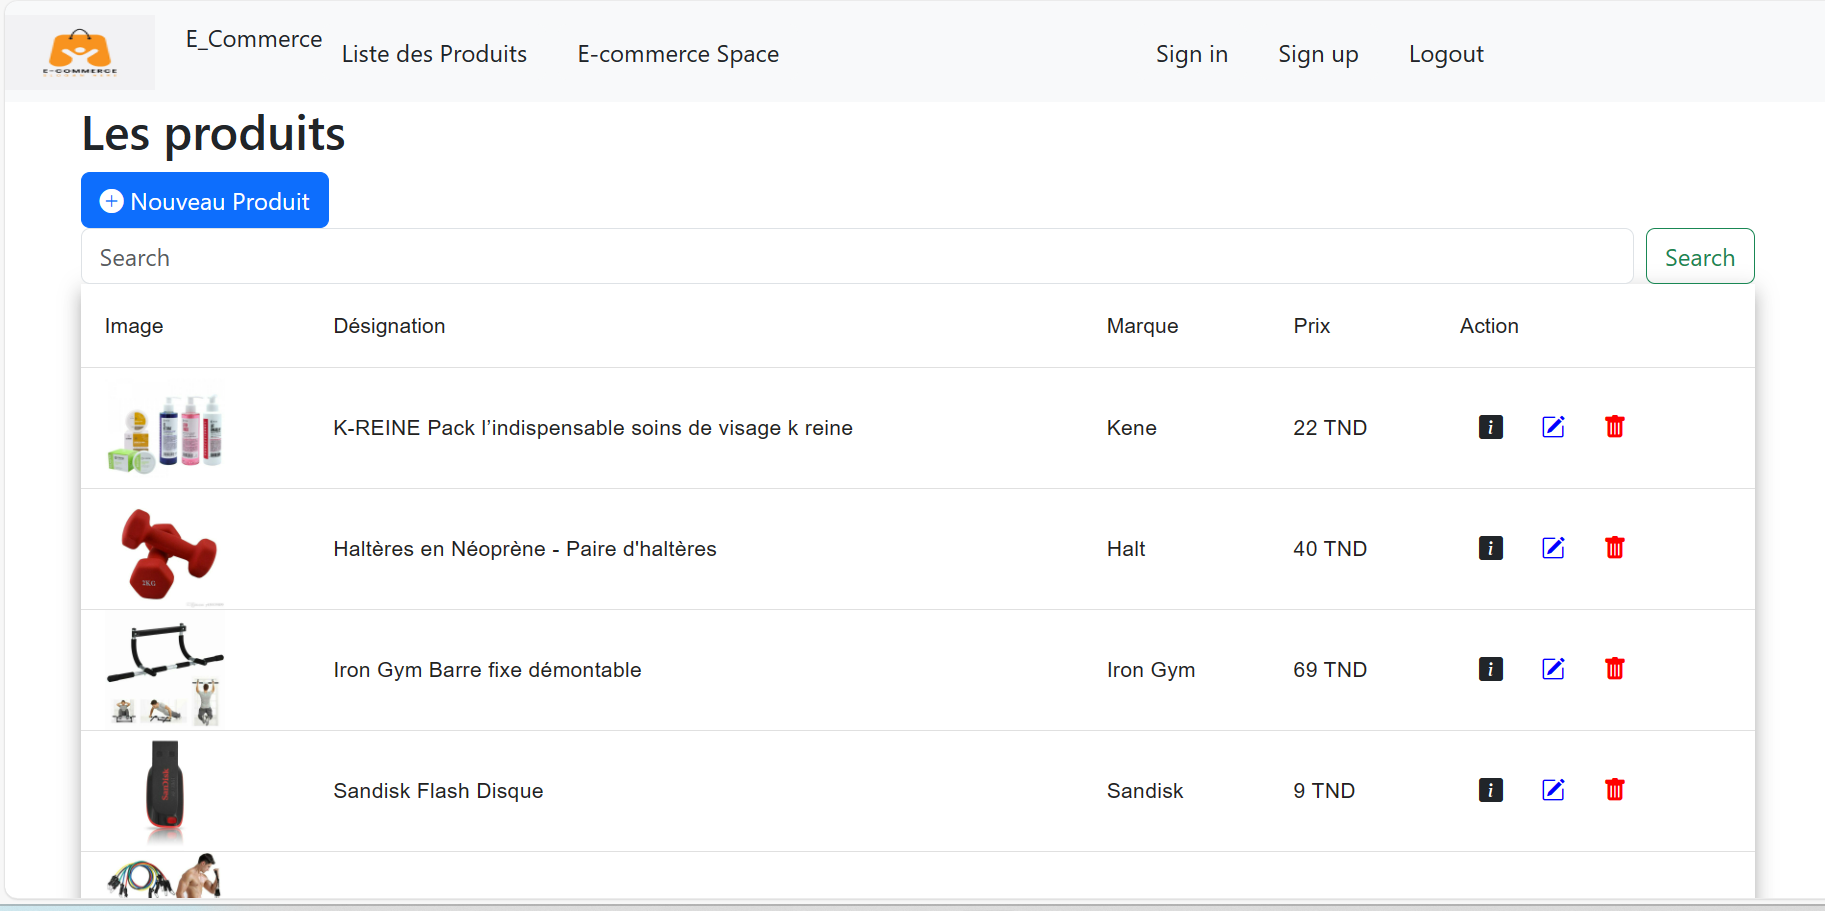 E-COMMERCE
E_Commerce
Liste des Produits
E-commerce Space
Sign in
Sign up
Logout
Les produits
Nouveau Produit
Search
Search
Image Désignation Marque Prix Action
K-REINE Pack l’indispensable soins de visage k reine Kene 22 TND
2KG
Haltères en Néoprène - Paire d'haltères Halt 40 TND
Iron Gym Barre fixe démontable Iron Gym 69 TND
SanDisk
Sandisk Flash Disque Sandisk 9 TND